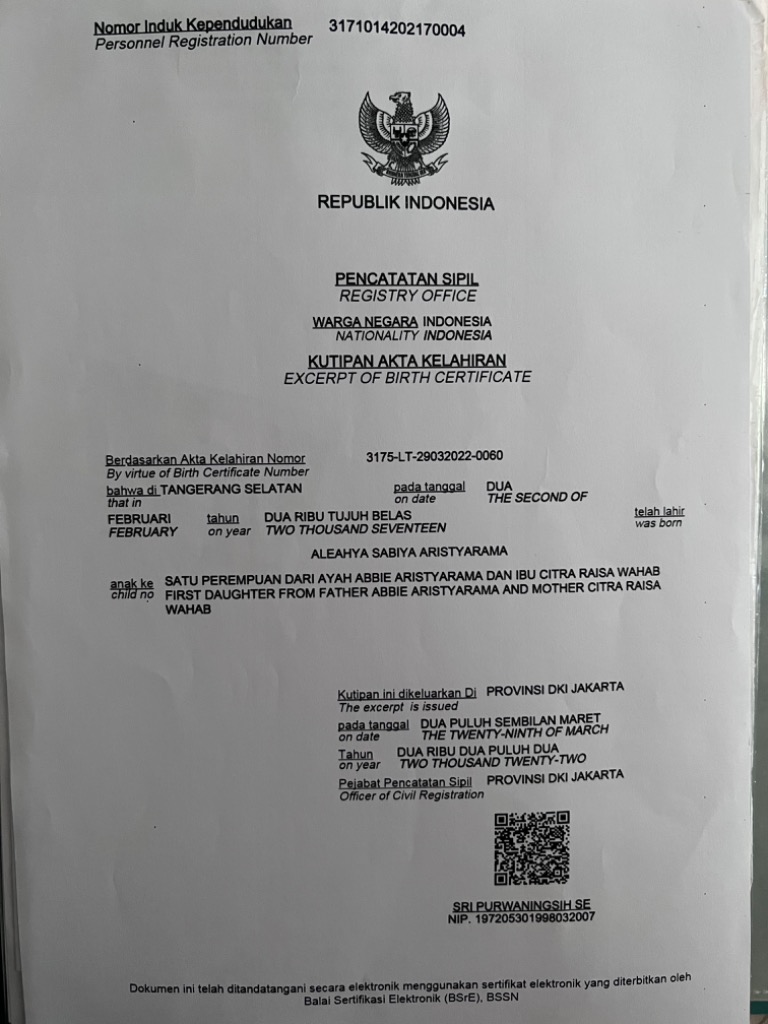 Nomor Induk Kependudukan 3171014202170004
Personnel Registration Number
REPUBLIK INDONESIA
PENCATATAN SIPIL
REGISTRY OFFICE
WARGA NEGARA INDONESIA
NATIONALITY INDONESIA
KUTIPAN AKTA KELAHIRAN
EXCERPT OF BIRTH CERTIFICATE
Berdasarkan Akta Kelahiran Nomor 3175-LT-29032022-0060
By virtue of Birth Certificate Number
bahwa di TANGERANG SELATAN pada tanggal DUA
that in on date THE SECOND OF
FEBRUARI tahun DUA RIBU TUJUH BELAS telah lahir
FEBRUARY on year TWO THOUSAND SEVENTEEN was born
ALEAHYA SABIYA ARISTYARAMA
anak ke SATU PEREMPUAN DARI AYAH ABBIE ARISTYARAMA DAN IBU CITRA RAISA WAHAB
child no FIRST DAUGHTER FROM FATHER ABBIE ARISTYARAMA AND MOTHER CITRA RAISA
WAHAB
Kutipan ini dikeluarkan Di PROVINSI DKI JAKARTA
The excerpt is issued
pada tanggal DUA PULUH SEMBILAN MARET
on date THE TWENTY-NINTH OF MARCH
Tahun DUA RIBU DUA PULUH DUA
on year TWO THOUSAND TWENTY-TWO
Pejabat Pencatatan Sipil PROVINSI DKI JAKARTA
Officer of Civil Registration
SRI PURWANINGSIH SE
NIP. 197205301998032007
Dokumen ini telah ditandatangani secara elektronik menggunakan sertifikat elektronik yang diterbitkan oleh
Balai Sertifikasi Elektronik (BSrE), BSSN